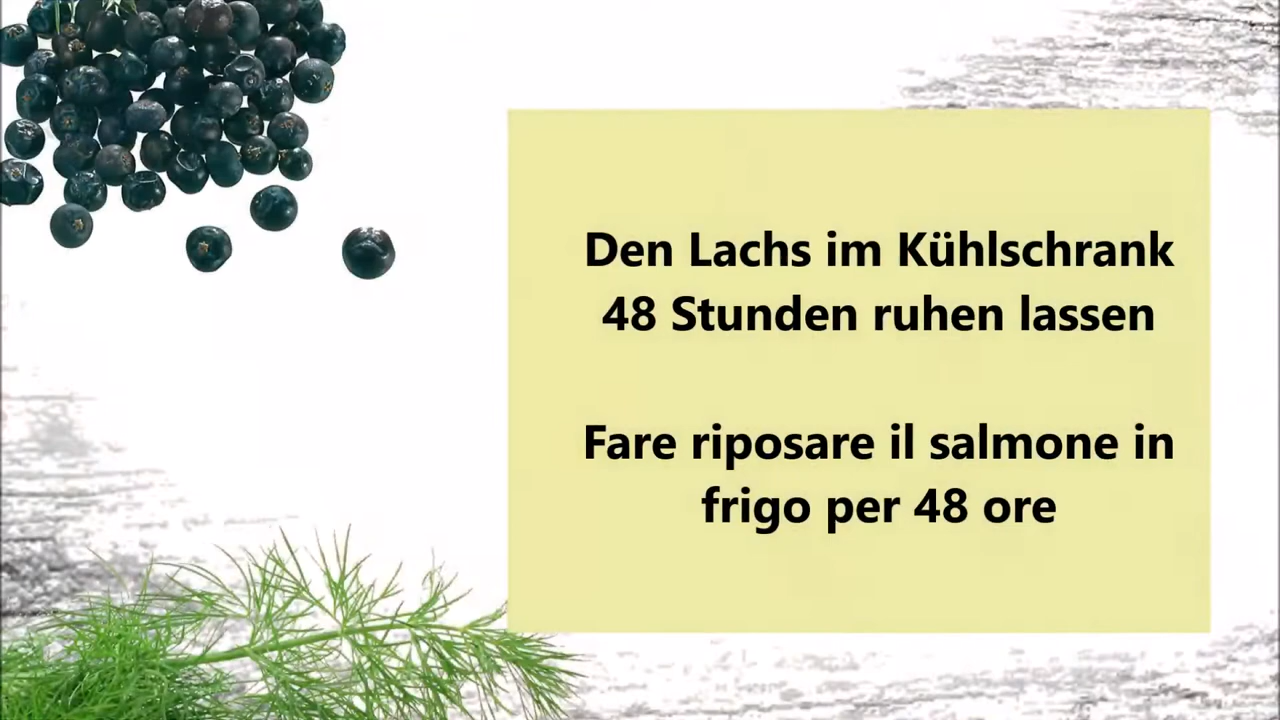 Den Lachs im Kühlschrank
48 Stunden ruhen lassen
Fare riposare il salmone in
frigo per 48 ore